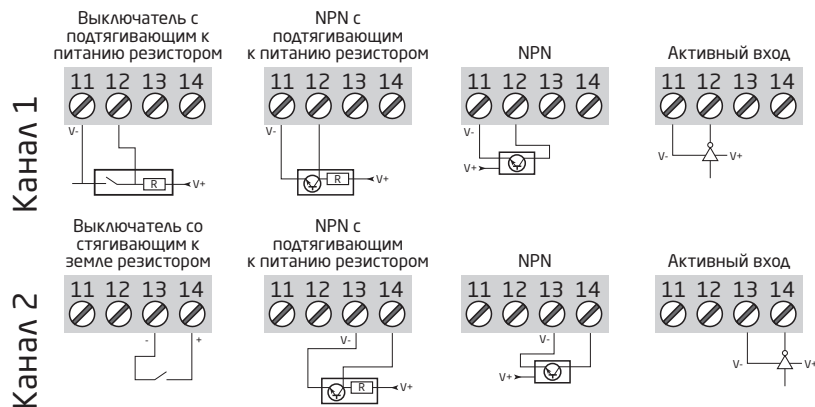 Канал 1
Выключатель с
подтягивающим к
питанию резистором
11 12 13 14
V-
R
V+
NPN с
подтягивающим
к питанию резистором
11 12 13 14
V-
R
V+
NPN
11 12 13 14
V-
V+
Активный вход
11 12 13 14
V-
V+
Канал 2
Выключатель со
стягивающим к
земле резистором
11 12 13 14
-
+
NPN с
подтягивающим
к питанию резистором
11 12 13 14
V-
R
V+
NPN
11 12 13 14
V-
V+
Активный вход
11 12 13 14
V-
V+